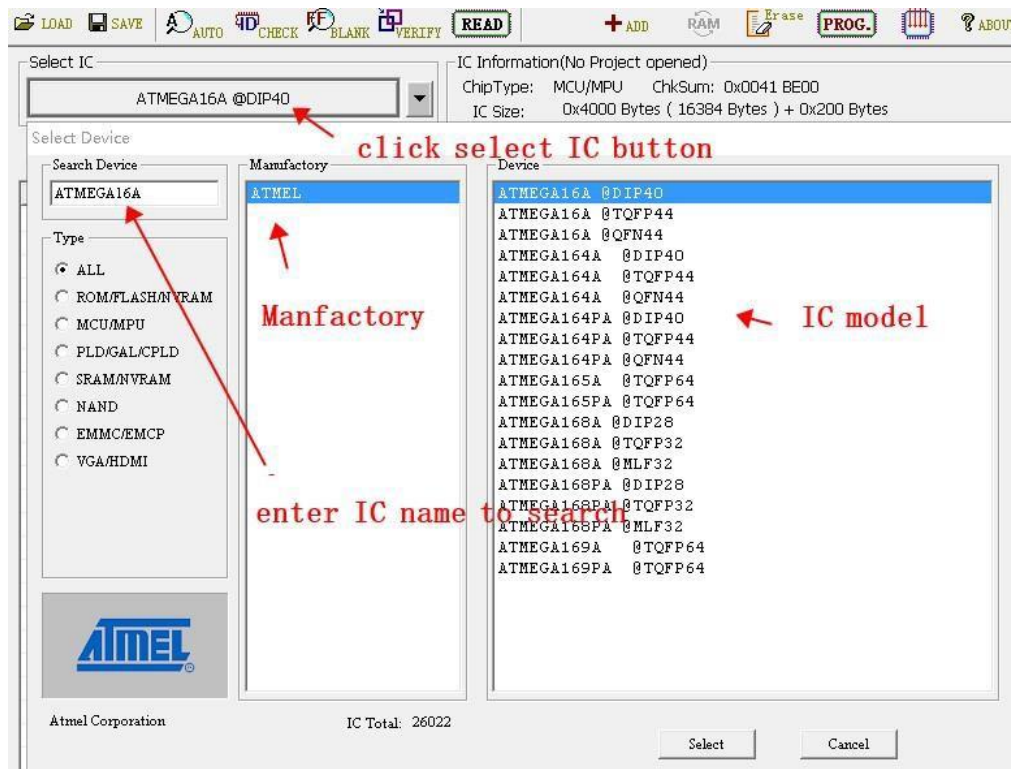 LOAD SAVE AUTO CHECK BLANK VERIFY READ ADD RAM Erase PROG. ? ABOU
Select IC
ATMEGA16A @DIP40
IC Information(No Project opened)
ChipType: MCU/MPU ChkSum: 0x0041 BE00
IC Size: 0x4000 Bytes ( 16384 Bytes ) + 0x200 Bytes
click select IC button
Select Device
Search Device
ATMEGA16A
Type
ALL
ROM/FLASH/NVRAM
MCU/MPU
PLD/GAL/CPLD
SRAM/NVRAM
NAND
EMMC/EMCP
VGA/HDMI
Manufactory
ATMEL
Manfactory
enter IC name to search
Device
ATMEGA16A @DIP40
ATMEGA16A @TQFP44
ATMEGA16A @QFN44
ATMEGA164A @DIP40
ATMEGA164A @TQFP44
ATMEGA164A @QFN44
ATMEGA164PA @DIP40
ATMEGA164PA @TQFP44
ATMEGA164PA @QFN44
ATMEGA165A @TQFP64
ATMEGA165PA @TQFP64
ATMEGA168A @DIP28
ATMEGA168A @TQFP32
ATMEGA168A @MLF32
ATMEGA168PA @DIP28
ATMEGA168PA @TQFP32
ATMEGA168PA @MLF32
ATMEGA169A @TQFP64
ATMEGA169PA @TQFP64
IC model
ATMEL
Atmel Corporation
IC Total: 26022
Select
Cancel